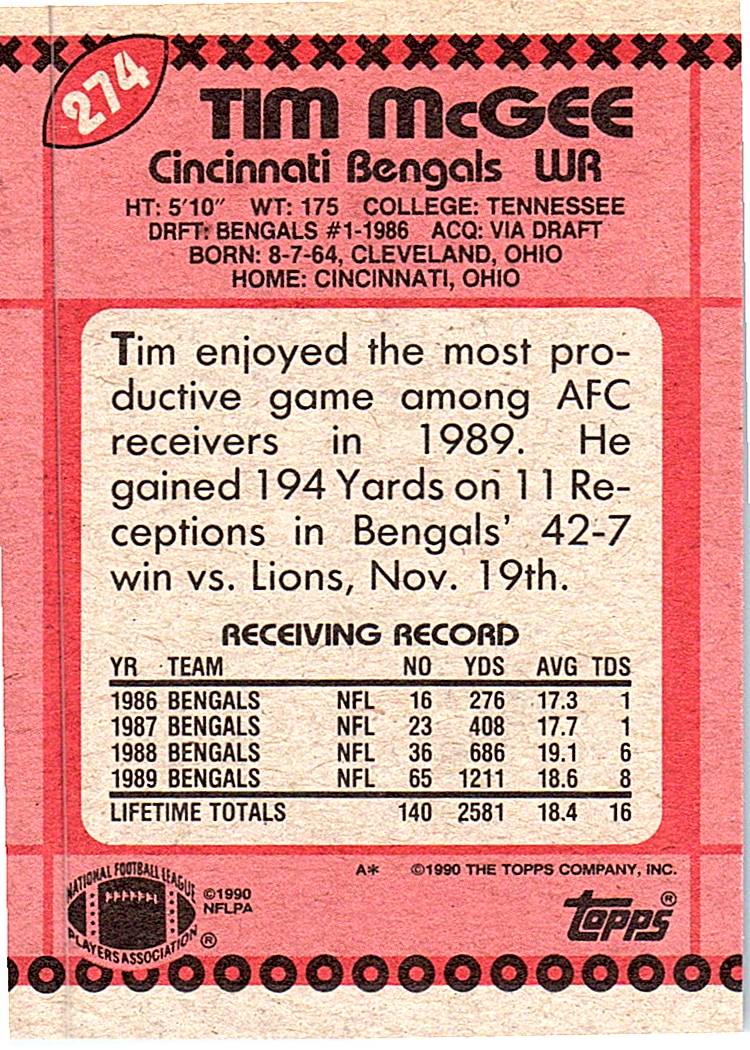 274
TIM McGEE
Cincinnati Bengals WR
HT: 5'10" WT: 175 COLLEGE: TENNESSEE
DRFT: BENGALS #1-1986 ACQ: VIA DRAFT
BORN: 8-7-64, CLEVELAND, OHIO
HOME: CINCINNATI, OHIO
Tim enjoyed the most pro-
ductive game among AFC
receivers in 1989. He
gained 194 Yards on 11 Re-
ceptions in Bengals' 42-7
win vs. Lions, Nov. 19th.
RECEIVING RECORD
YR TEAM NO YDS AVG TDS
1986 BENGALS NFL 16 276 17.3 1
1987 BENGALS NFL 23 408 17.7 1
1988 BENGALS NFL 36 686 19.1 6
1989 BENGALS NFL 65 1211 18.6 8
LIFETIME TOTALS 140 2581 18.4 16
A* ©1990 THE TOPPS COMPANY, INC.
NATIONAL FOOTBALL LEAGUE
PLAYERS ASSOCIATION ®
©1990
NFLPA
topps ®